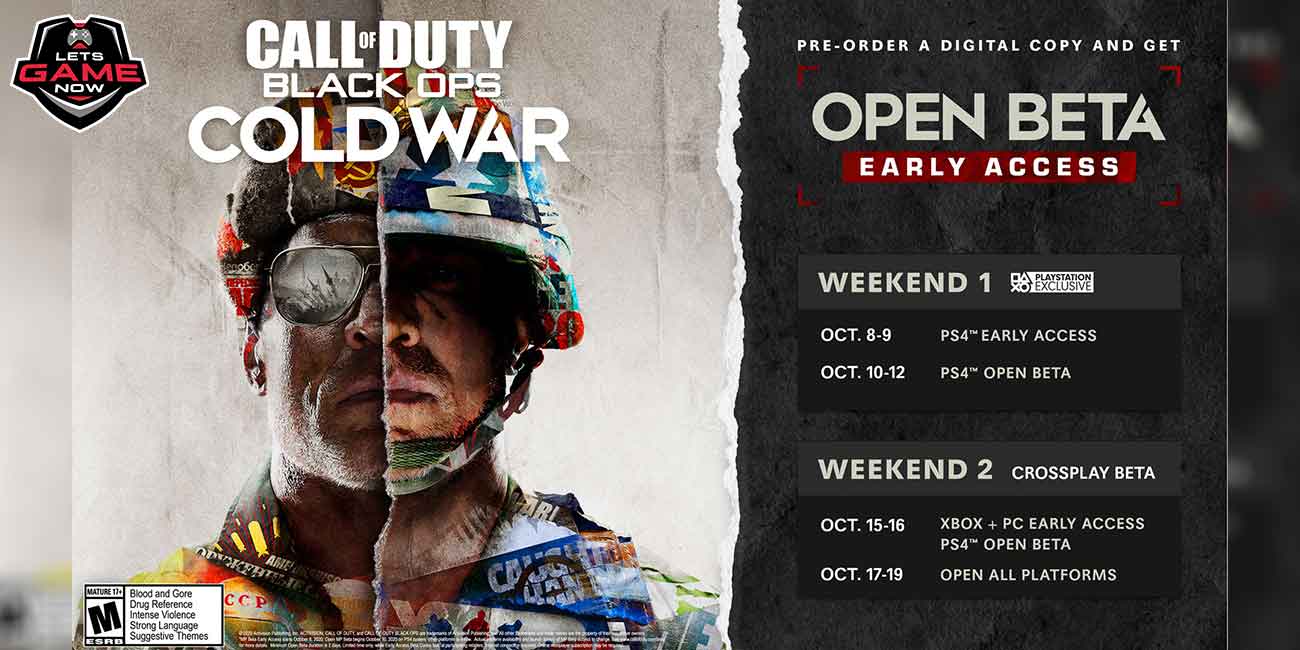 LETS
GAME
NOW
CALL OF DUTY
BLACK OPS
COLD WAR
PRE-ORDER A DIGITAL COPY AND GET
OPEN BETA
EARLY ACCESS
WEEKEND 1 PLAYSTATION EXCLUSIVE
OCT. 8-9 PS4™ EARLY ACCESS
OCT. 10-12 PS4™ OPEN BETA
WEEKEND 2 CROSSPLAY BETA
OCT. 15-16 XBOX + PC EARLY ACCESS
PS4™ OPEN BETA
OCT. 17-19 OPEN ALL PLATFORMS
СССР
MATURE 17+
M
ESRB
Blood and Gore
Drug Reference
Intense Violence
Strong Language
Suggestive Themes